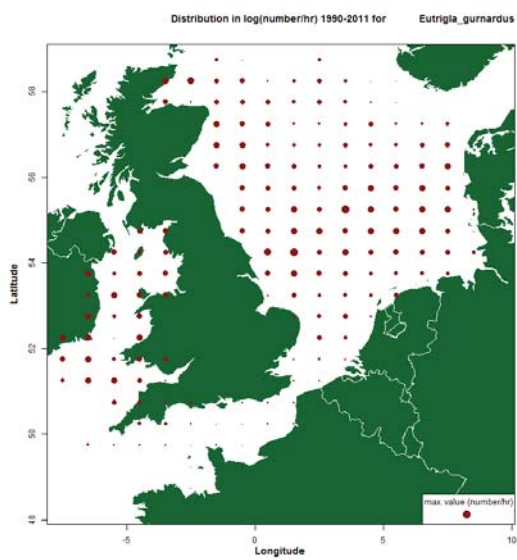 Distribution in log(number/hr) 1990-2011 for Eutrigla_gurnardus
58
56
54
52
50
48
Latitude
-5
0
5
10
Longitude
max. value (number/hr)